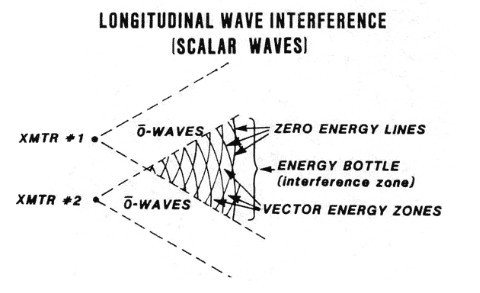 LONGITUDINAL WAVE INTERFERENCE
(SCALAR WAVES)
XMTR #1
Ō-WAVES
ZERO ENERGY LINES
ENERGY BOTTLE
(interference zone)
XMTR #2
Ō-WAVES
VECTOR ENERGY ZONES